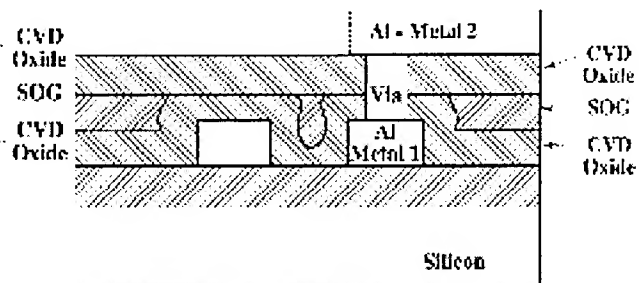 CVD
Oxide
SOG
CVD
Oxide
Al - Metal 2
Via
Al
Metal 1
CVD
Oxide
SOG
CVD
Oxide
Silicon